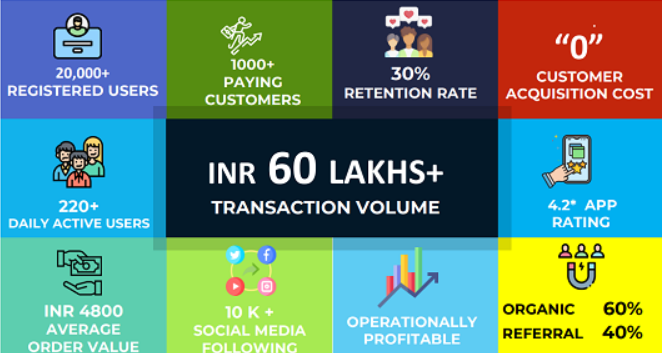 20,000+
REGISTERED USERS
1000+
PAYING
CUSTOMERS
30%
RETENTION RATE
“0”
CUSTOMER
ACQUISITION COST
220+
DAILY ACTIVE USERS
INR 60 LAKHS+
TRANSACTION VOLUME
4.2* APP
RATING
INR 4800
AVERAGE
ORDER VALUE
10 K +
SOCIAL MEDIA
FOLLOWING
OPERATIONALLY
PROFITABLE
ORGANIC 60%
REFERRAL 40%